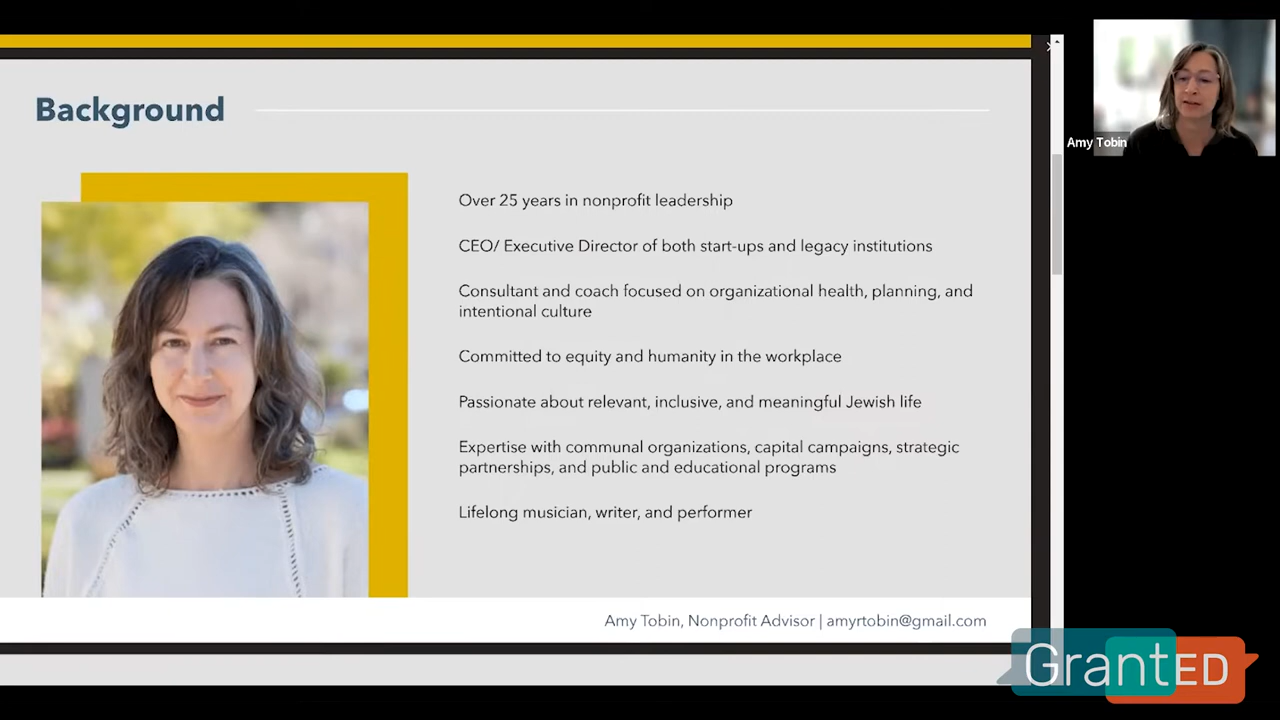 Background
Over 25 years in nonprofit leadership
CEO/ Executive Director of both start-ups and legacy institutions
Consultant and coach focused on organizational health, planning, and
intentional culture
Committed to equity and humanity in the workplace
Passionate about relevant, inclusive, and meaningful Jewish life
Expertise with communal organizations, capital campaigns, strategic
partnerships, and public and educational programs
Lifelong musician, writer, and performer
Amy Tobin, Nonprofit Advisor | amyrtobin@gmail.com
Amy Tobin
GrantED